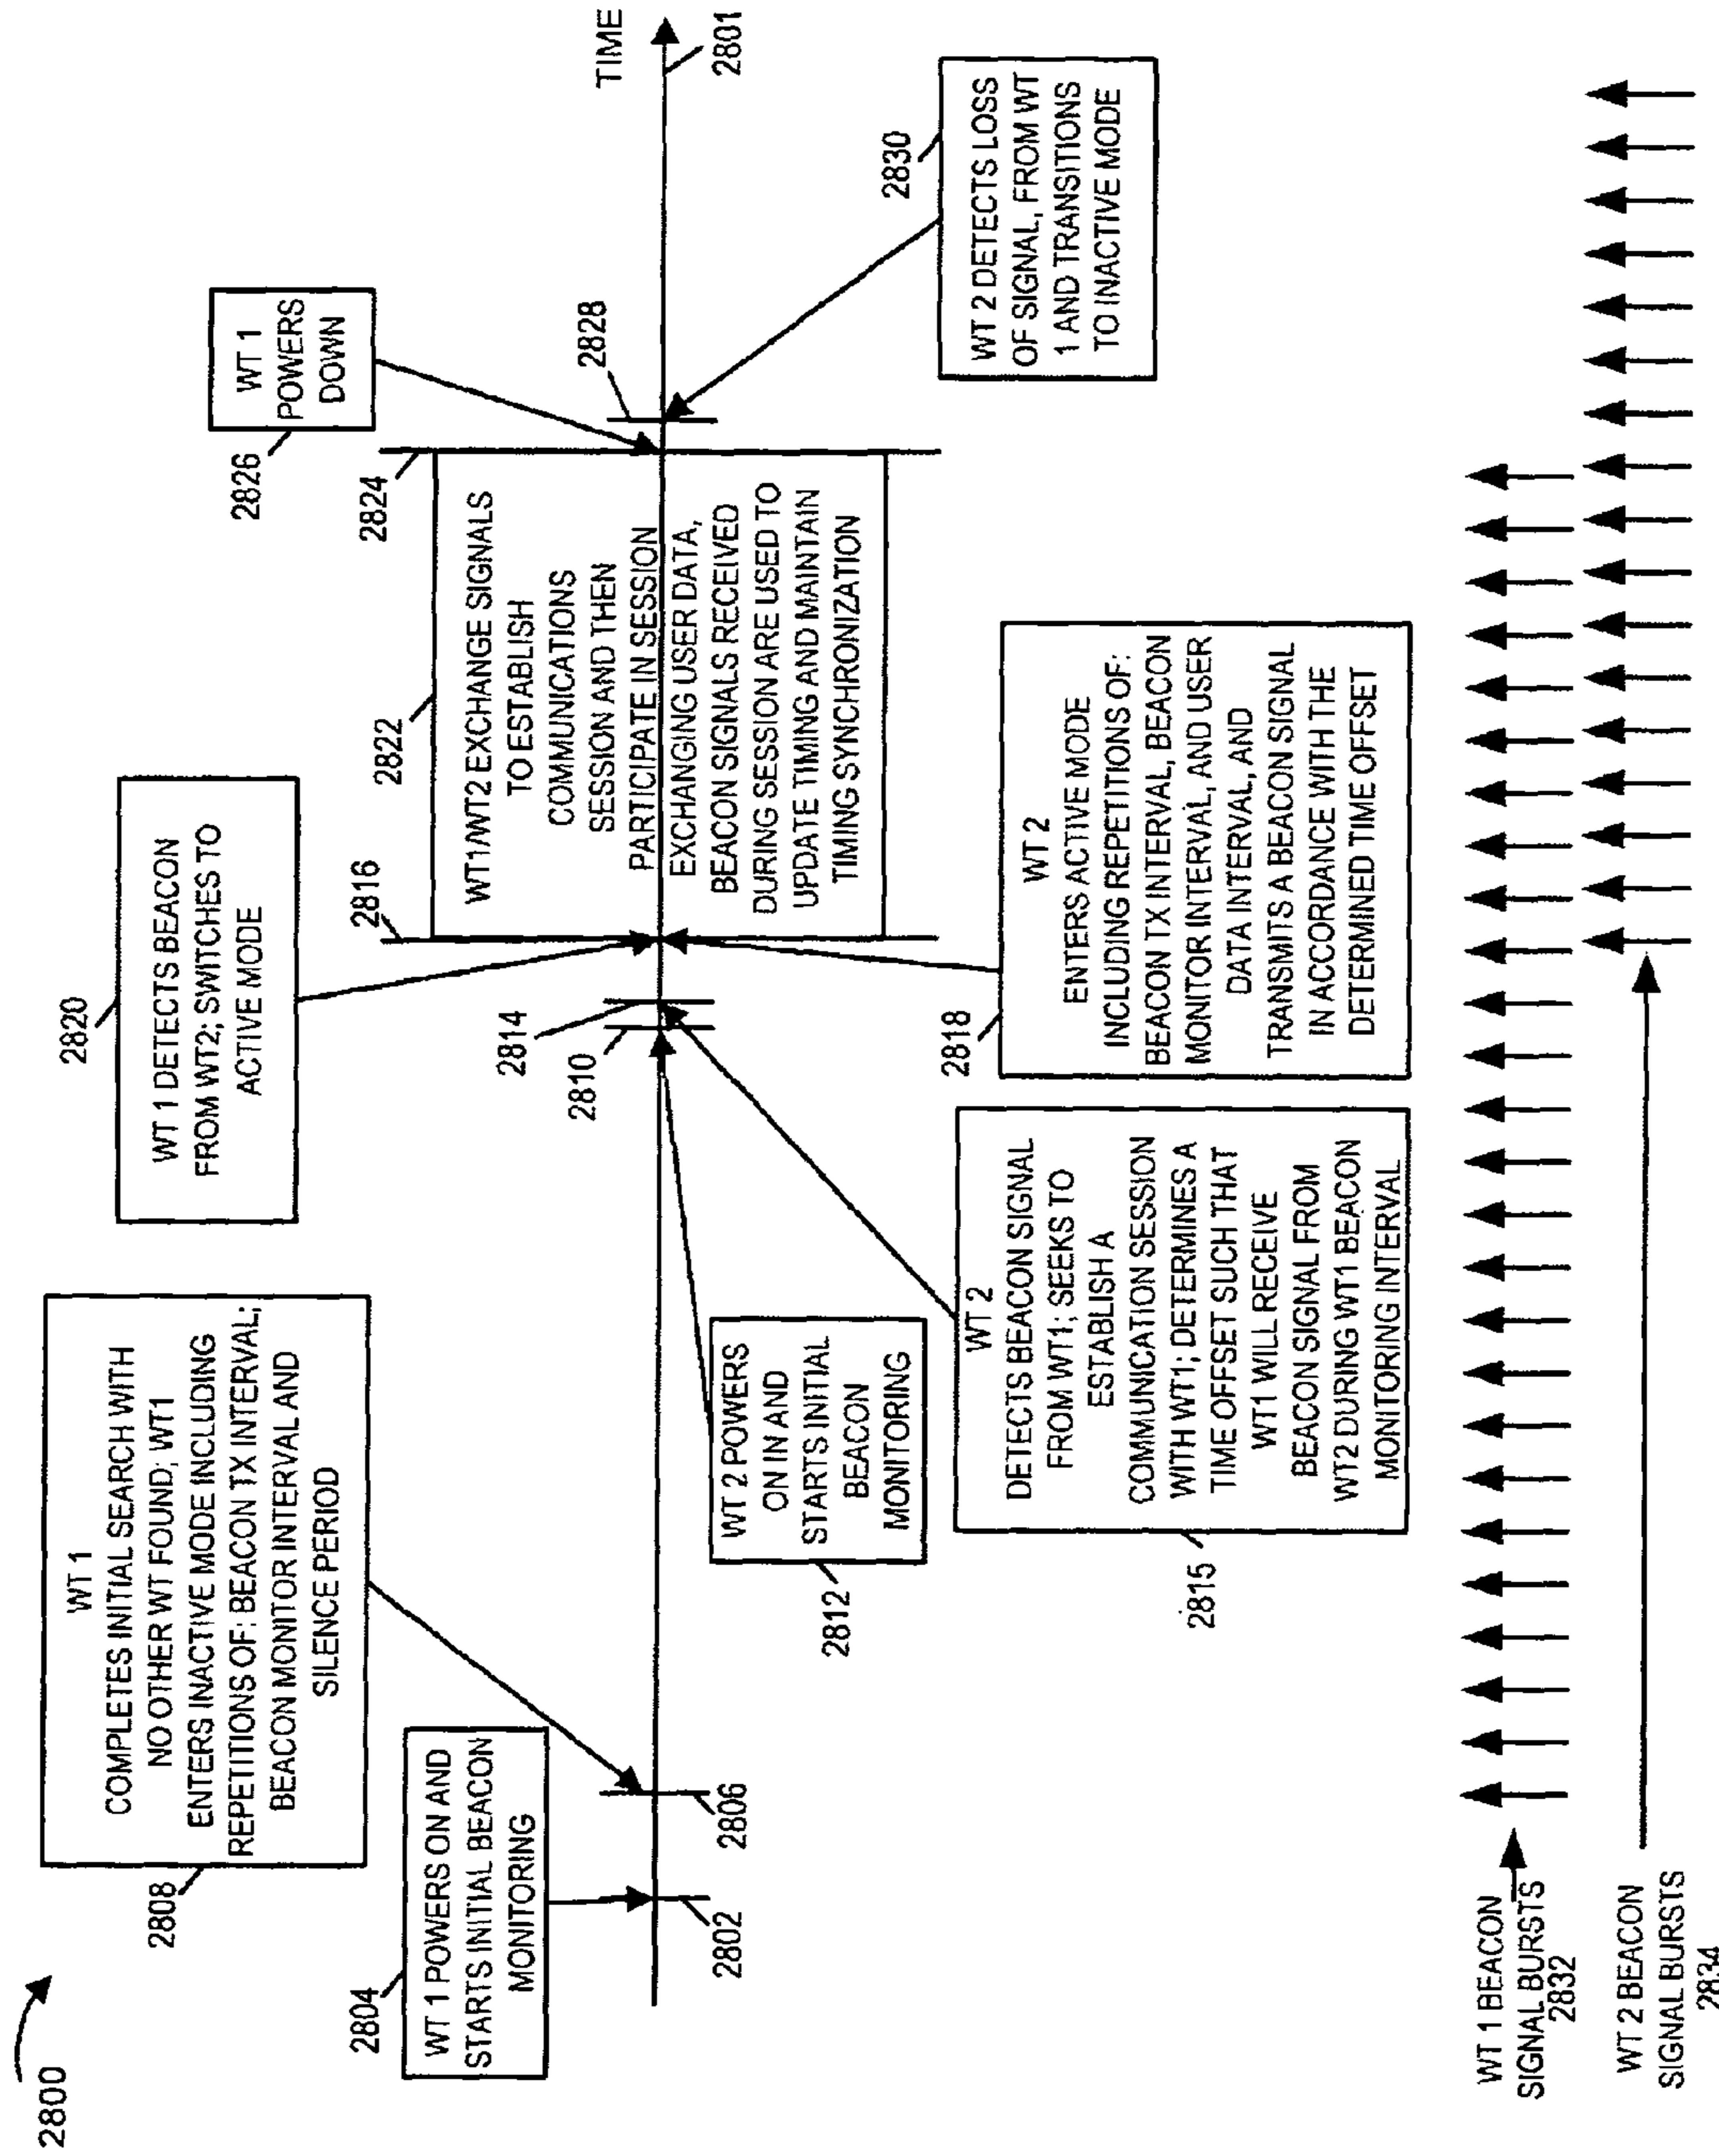 2800
2808
WT 1
COMPLETES INITIAL SEARCH WITH
NO OTHER WT FOUND; WT1
ENTERS INACTIVE MODE INCLUDING
REPETITIONS OF: BEACON TX INTERVAL;
BEACON MONITOR INTERVAL AND
SILENCE PERIOD
2820
WT 1 DETECTS BEACON
FROM WT2; SWITCHES TO
ACTIVE MODE
2826
WT 1
POWERS
DOWN
2804
WT 1 POWERS ON AND
STARTS INITIAL BEACON
MONITORING
2816
2822
2824
WT1/WT2 EXCHANGE SIGNALS
TO ESTABLISH
COMMUNICATIONS
SESSION AND THEN
PARTICIPATE IN SESSION
EXCHANGING USER DATA,
BEACON SIGNALS RECEIVED
DURING SESSION ARE USED TO
UPDATE TIMING AND MAINTAIN
TIMING SYNCHRONIZATION
2814
2810
2828
TIME
2801
2802
2806
2812
WT 2 POWERS
ON IN AND
STARTS INITIAL
BEACON
MONITORING
2815
WT 2
DETECTS BEACON SIGNAL
FROM WT1; SEEKS TO
ESTABLISH A
COMMUNICATION SESSION
WITH WT1; DETERMINES A
TIME OFFSET SUCH THAT
WT1 WILL RECEIVE
BEACON SIGNAL FROM
WT2 DURING WT1 BEACON
MONITORING INTERVAL
2818
WT 2
ENTERS ACTIVE MODE
INCLUDING REPETITIONS OF:
BEACON TX INTERVAL, BEACON
MONITOR INTERVAL, AND USER
DATA INTERVAL, AND
TRANSMITS A BEACON SIGNAL
IN ACCORDANCE WITH THE
DETERMINED TIME OFFSET
2830
WT 2 DETECTS LOSS
OF SIGNAL, FROM WT
1 AND TRANSITIONS
TO INACTIVE MODE
WT 1 BEACON
SIGNAL BURSTS
2832
WT 2 BEACON
SIGNAL BURSTS
2834